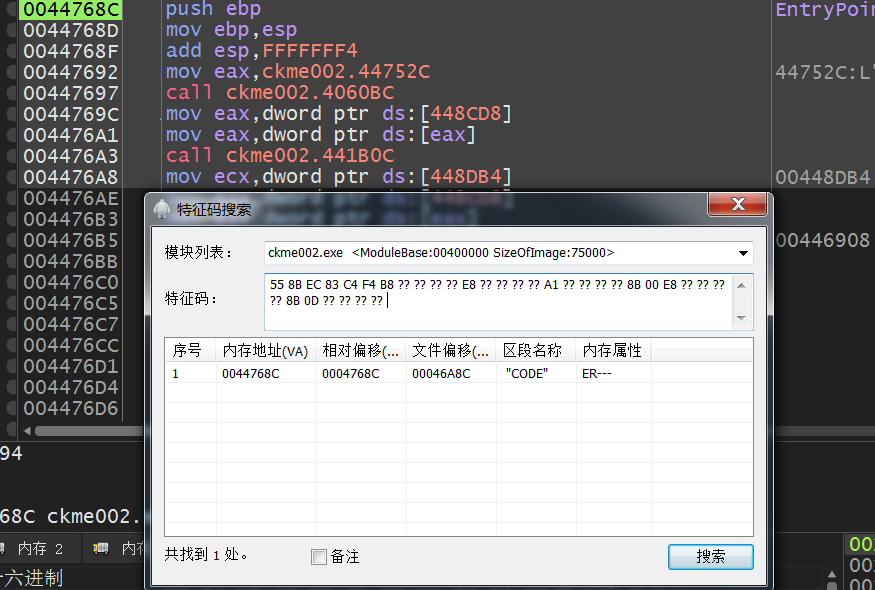 0044768C push ebp EntryPoin
0044768D mov ebp,esp
0044768F add esp,FFFFFFF4
00447692 mov eax,ckme002.44752C 44752C:L'
00447697 call ckme002.4060BC
0044769C mov eax,dword ptr ds:[448CD8]
004476A1 mov eax,dword ptr ds:[eax]
004476A3 call ckme002.441B0C
004476A8 mov ecx,dword ptr ds:[448DB4] 00448DB4
004476AE
004476B3
004476B5 00446908
004476BB
004476C0
004476C5
004476C7
004476CC
004476D1
004476D4
004476D6
特征码搜索
模块列表：
ckme002.exe <ModuleBase:00400000 SizeOfImage:75000>
特征码：
55 8B EC 83 C4 F4 B8 ?? ?? ?? ?? E8 ?? ?? ?? ?? A1 ?? ?? ?? ?? 8B 00 E8 ?? ?? ??
?? 8B 0D ?? ?? ?? ??
序号 内存地址(VA) 相对偏移(... 文件偏移(... 区段名称 内存属性
1 0044768C 0004768C 00046A8C "CODE" ER---
共找到 1 处。 备注 搜索
94
68C ckme002.
内存 2 内存
十六进制